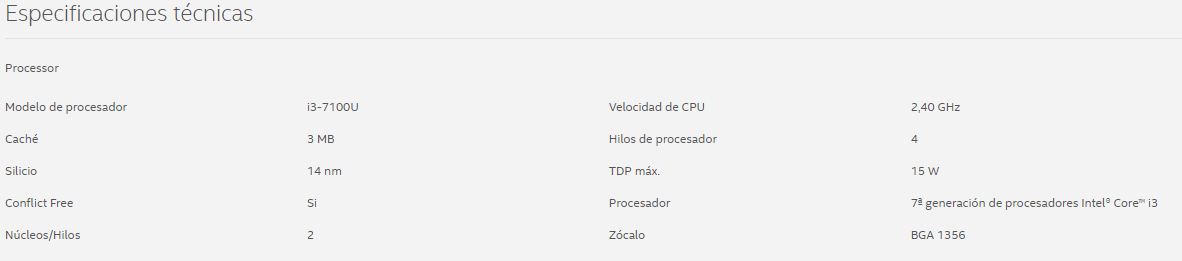 Especificaciones técnicas
Processor
Modelo de procesador i3-7100U Velocidad de CPU 2,40 GHz
Caché 3 MB Hilos de procesador 4
Silicio 14 nm TDP máx. 15 W
Conflict Free Si Procesador 7ª generación de procesadores Intel® Core™ i3
Núcleos/Hilos 2 Zócalo BGA 1356